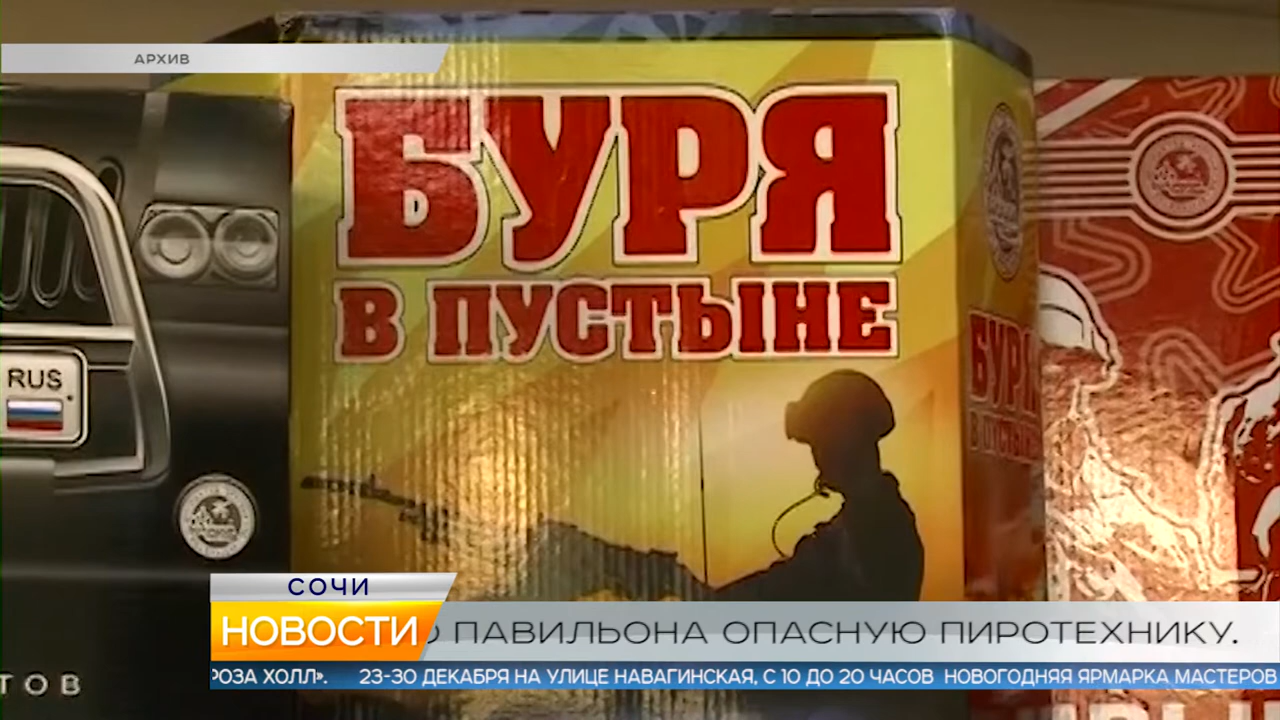 АРХИВ
БУРЯ
В ПУСТЫНЕ
RUS
БУРЯ
В ПУСТЫНЕ
ТОВ
СОЧИ
НОВОСТИ
О ПАВИЛЬОНА ОПАСНУЮ ПИРОТЕХНИКУ.
РОЗА ХОЛЛ». 23-30 ДЕКАБРЯ НА УЛИЦЕ НАВАГИНСКАЯ, С 10 ДО 20 ЧАСОВ НОВОГОДНЯЯ ЯРМАРКА МАСТЕРОВ